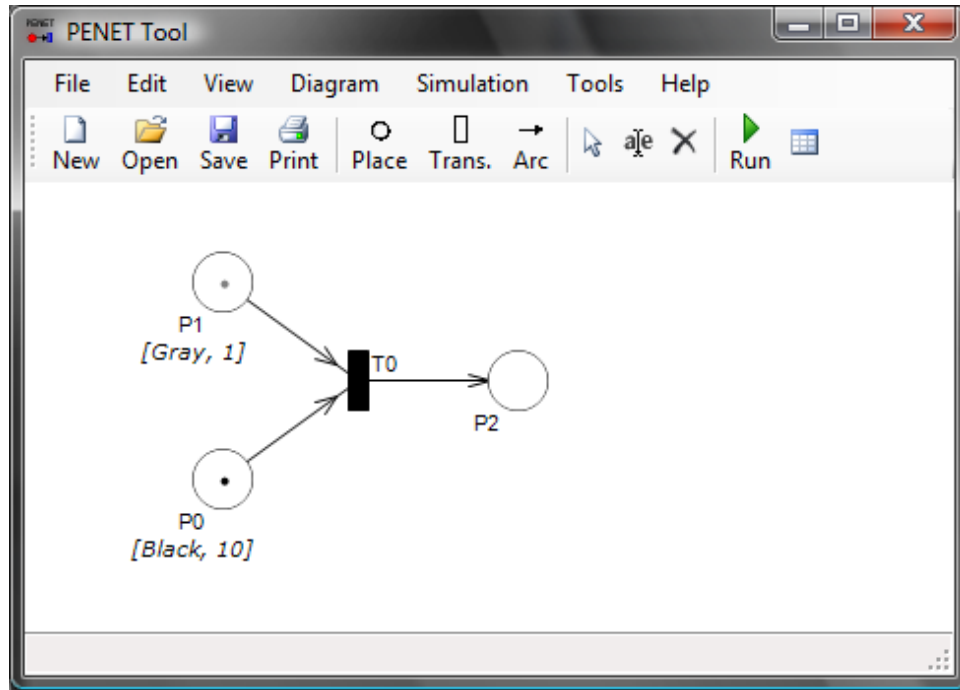 PENET Tool
File Edit View Diagram Simulation Tools Help
New Open Save Print Place Trans. Arc a|e Run
P1
[Gray, 1]
T0
P2
P0
[Black, 10]